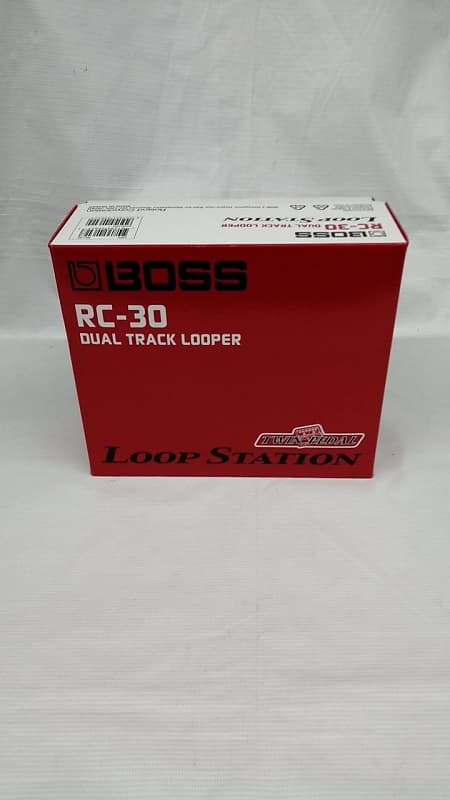 BOSS
RC-30 DUAL TRACK LOOPER
LOOP STATION
BOSS
RC-30
DUAL TRACK LOOPER
TWIN PEDAL
LOOP STATION